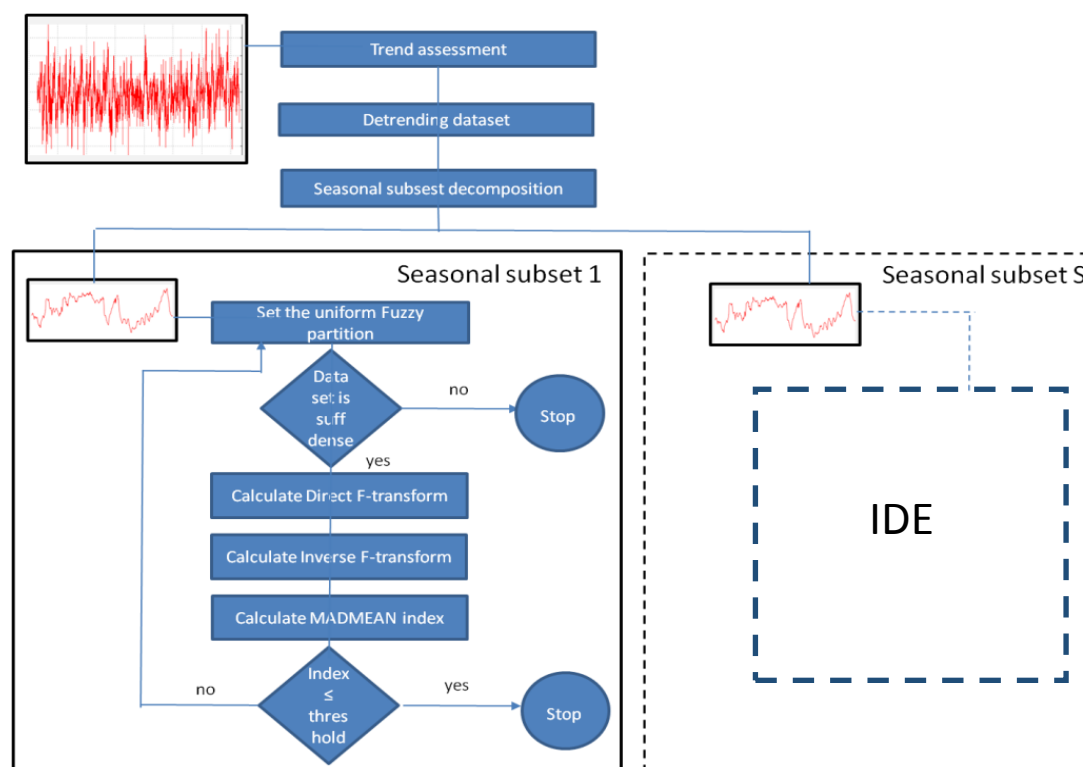 Trend assessment
Detrending dataset
Seasonal subsest decomposition
Seasonal subset 1
Seasonal subset S
Set the uniform Fuzzy
partition
Data
set is
suff
dense
no
Stop
yes
Calculate Direct F-transform
Calculate Inverse F-transform
Calculate MADMEAN index
Index
≤
thres
hold
no
yes
Stop
IDE